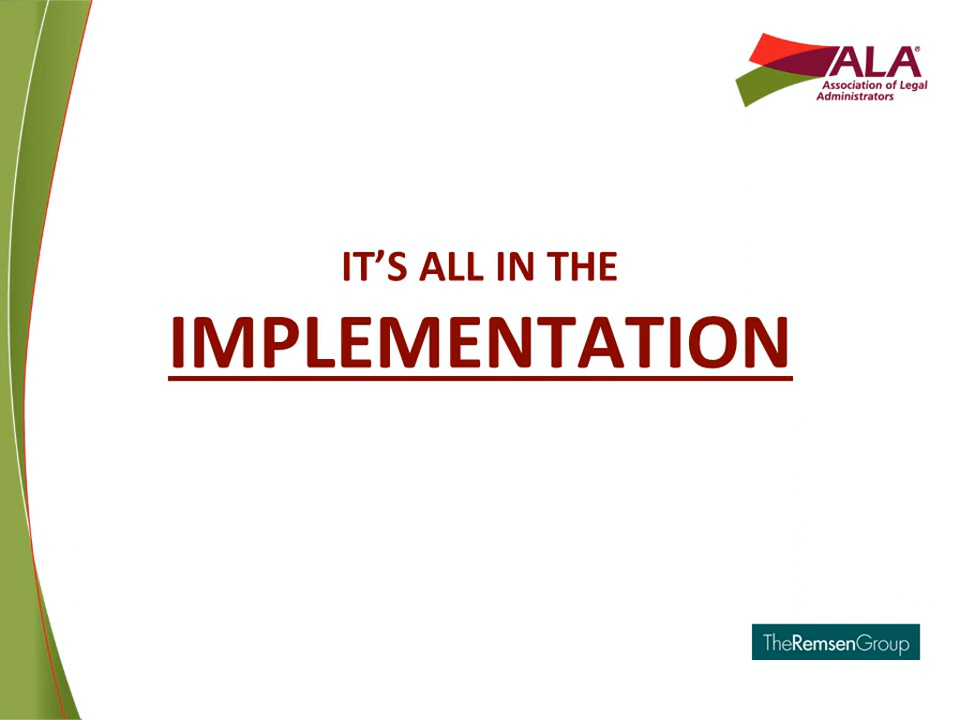 ALA®
Association of Legal
Administrators
IT’S ALL IN THE
IMPLEMENTATION
TheRemsenGroup